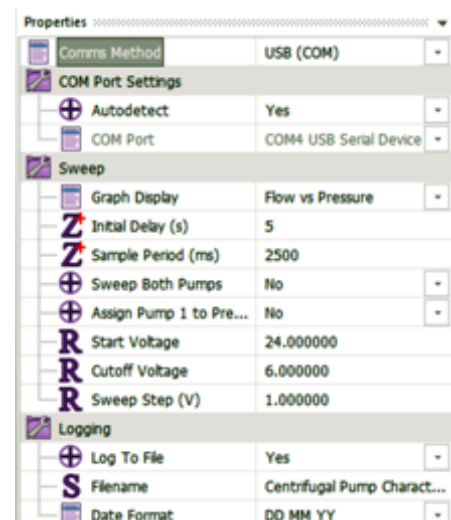 Properties
Comms Method USB (COM)
COM Port Settings
Autodetect Yes
COM Port COM4 USB Serial Device
Sweep
Graph Display Flow vs Pressure
Z+ Initial Delay (s) 5
Z+ Sample Period (ms) 2500
Sweep Both Pumps No
Assign Pump 1 to Pre... No
R Start Voltage 24.000000
R Cutoff Voltage 6.000000
R Sweep Step (V) 1.000000
Logging
Log To File Yes
S Filename Centrifugal Pump Charact...
Date Format DD MM YY